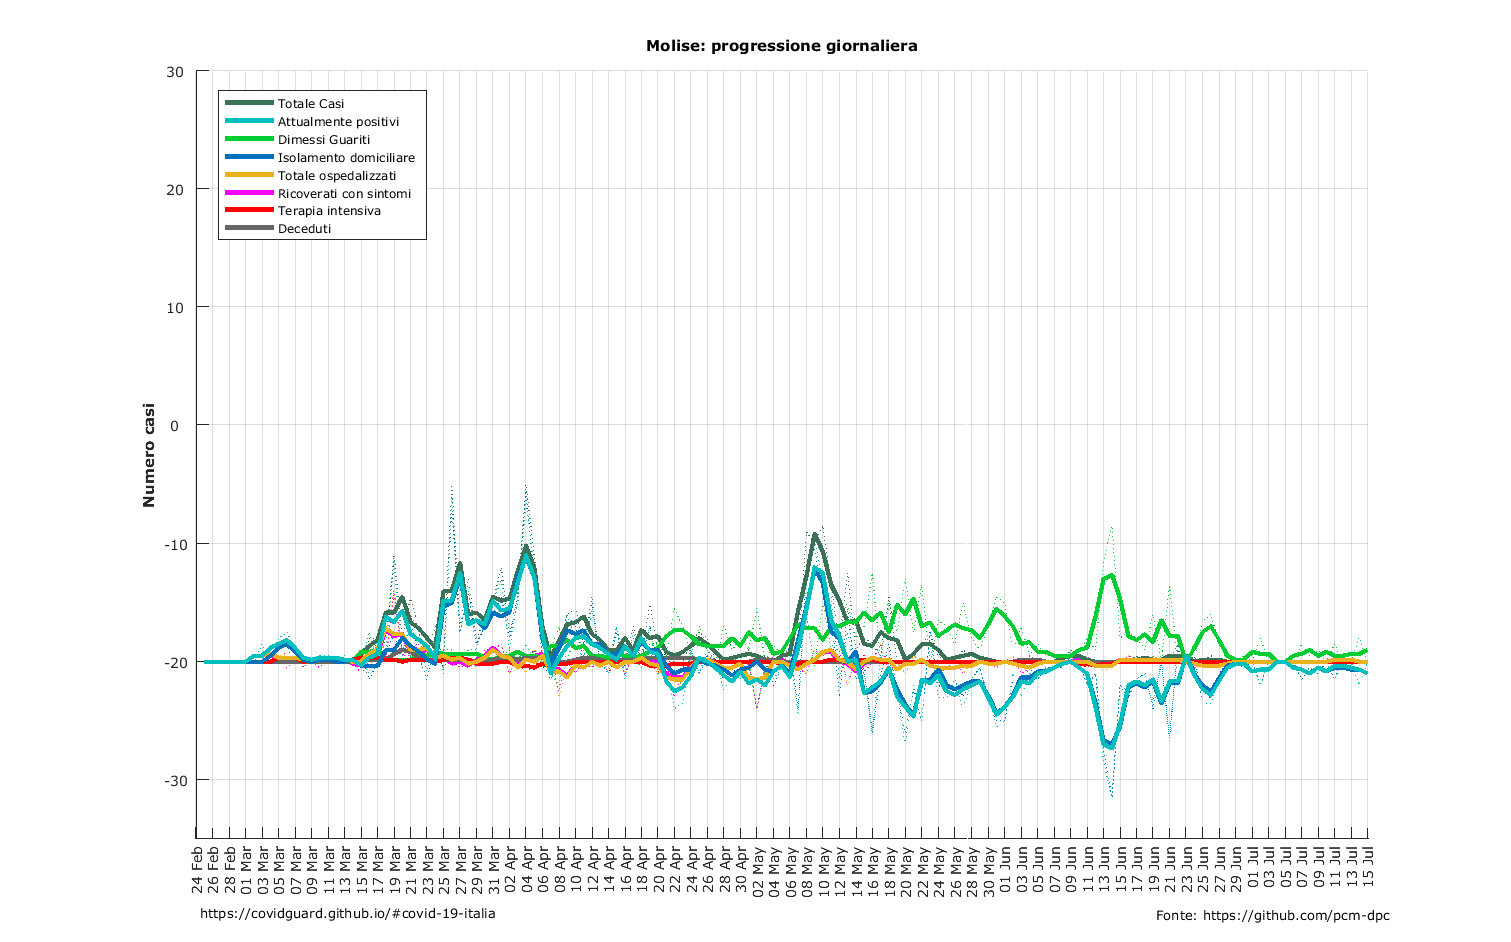 Molise: progressione giornaliera
30
20
10
0
-10
-20
-30
Numero casi
Totale Casi
Attualmente positivi
Dimessi Guariti
Isolamento domiciliare
Totale ospedalizzati
Ricoverati con sintomi
Terapia intensiva
Deceduti
24 Feb
26 Feb
28 Feb
01 Mar
03 Mar
05 Mar
07 Mar
09 Mar
11 Mar
13 Mar
15 Mar
17 Mar
19 Mar
21 Mar
23 Mar
25 Mar
27 Mar
29 Mar
31 Mar
02 Apr
04 Apr
06 Apr
08 Apr
10 Apr
12 Apr
14 Apr
16 Apr
18 Apr
20 Apr
22 Apr
24 Apr
26 Apr
28 Apr
30 Apr
02 May
04 May
06 May
08 May
10 May
12 May
14 May
16 May
18 May
20 May
22 May
24 May
26 May
28 May
30 May
01 Jun
03 Jun
05 Jun
07 Jun
09 Jun
11 Jun
13 Jun
15 Jun
17 Jun
19 Jun
21 Jun
23 Jun
25 Jun
27 Jun
29 Jun
01 Jul
03 Jul
05 Jul
07 Jul
09 Jul
11 Jul
13 Jul
15 Jul
https://covidguard.github.io/#covid-19-italia
Fonte: https://github.com/pcm-dpc